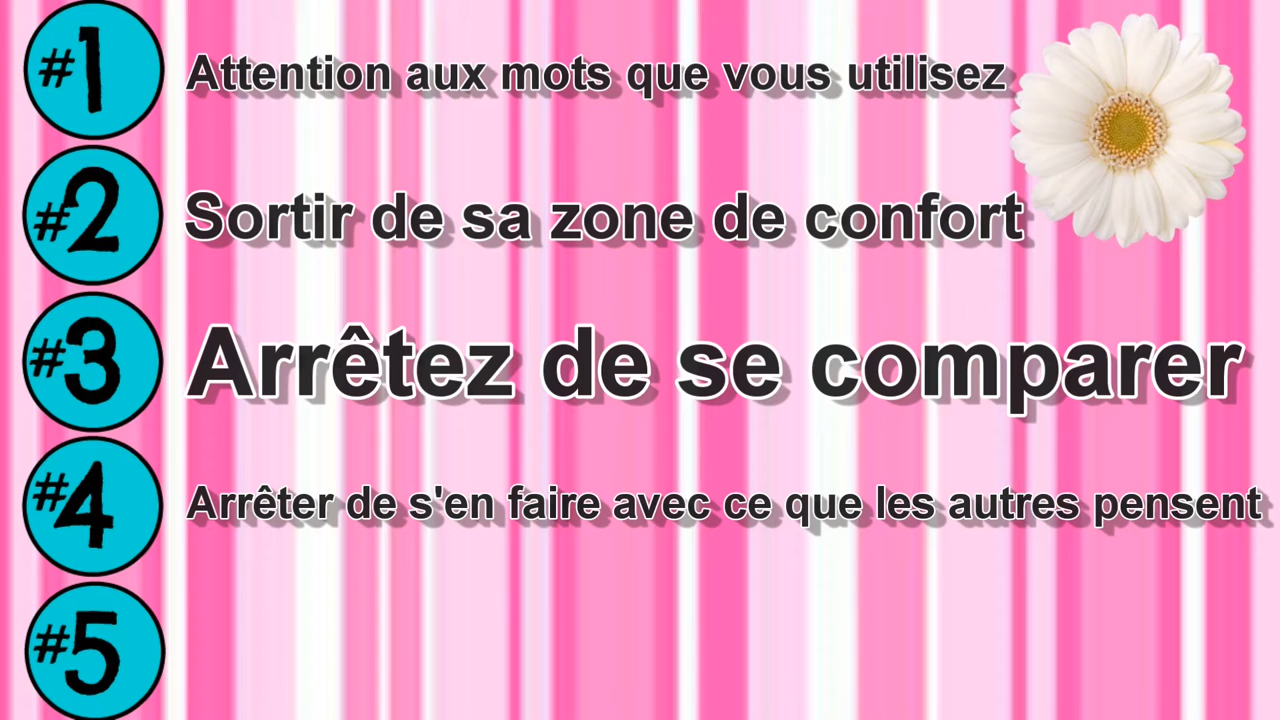 #1 Attention aux mots que vous utilisez
#2 Sortir de sa zone de confort
#3 Arrêtez de se comparer
#4 Arrêter de s'en faire avec ce que les autres pensent
#5